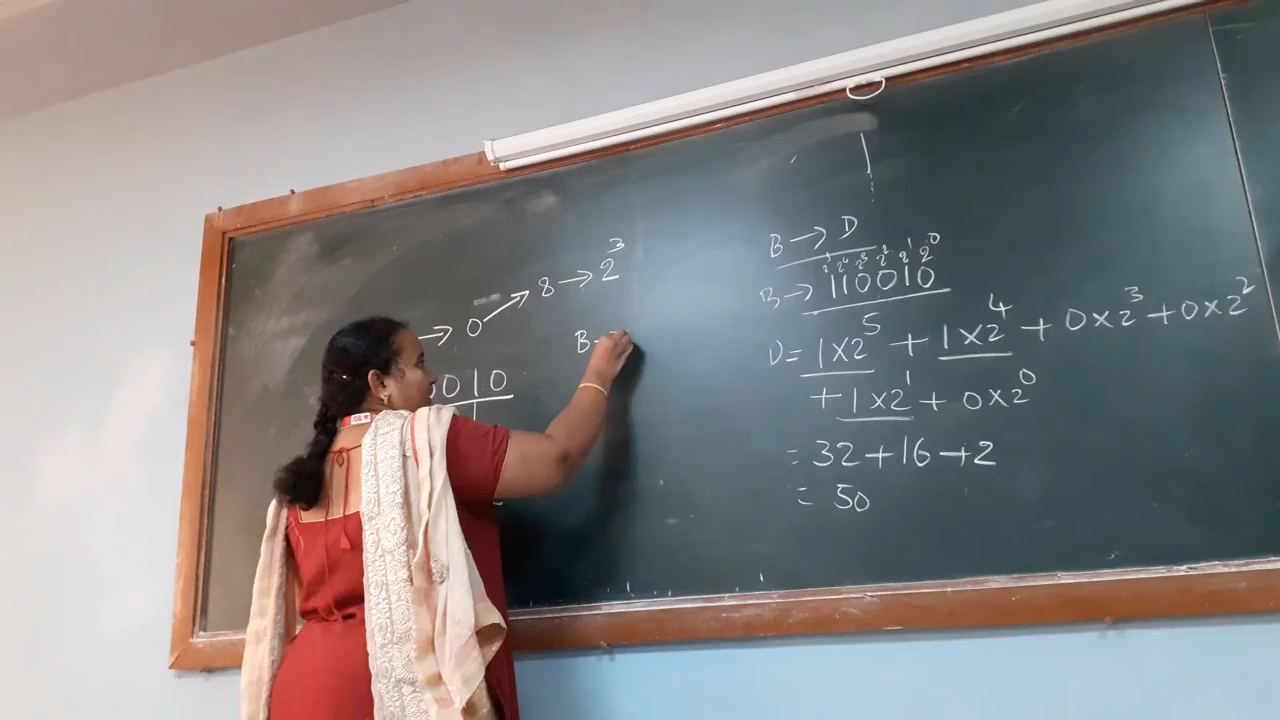 → 0 → 8 → 2³
010
B
B → D
2⁴ 2³ 2² 2¹ 2⁰
B → 110010
D = 1×2⁵ + 1×2⁴ + 0×2³ + 0×2²
+ 1×2¹ + 0×2⁰
= 32 + 16 + 2
= 50